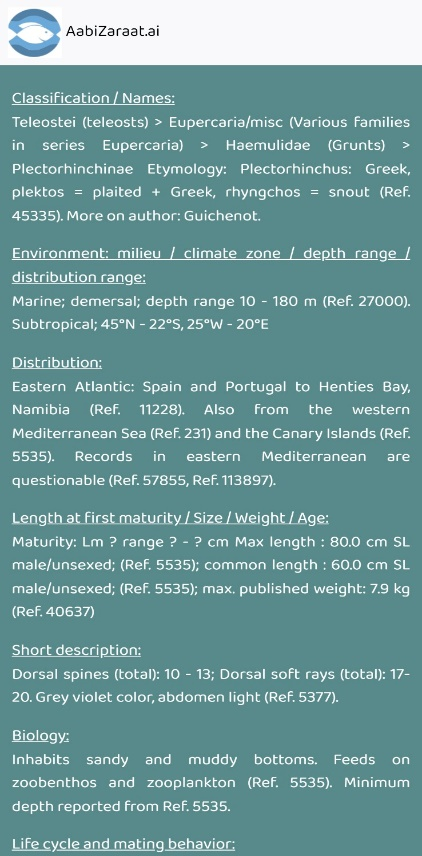 AabiZaraat.ai
Classification / Names:
Teleostei (teleosts) > Eupercaria/misc (Various families
in series Eupercaria) > Haemulidae (Grunts) >
Plectorhinchinae Etymology: Plectorhinchus: Greek,
plektos = plaited + Greek, rhyngchos = snout (Ref.
45335). More on author: Guichenot.
Environment: milieu / climate zone / depth range /
distribution range:
Marine; demersal; depth range 10 - 180 m (Ref. 27000).
Subtropical; 45°N - 22°S, 25°W - 20°E
Distribution:
Eastern Atlantic: Spain and Portugal to Henties Bay,
Namibia (Ref. 11228). Also from the western
Mediterranean Sea (Ref. 231) and the Canary Islands (Ref.
5535). Records in eastern Mediterranean are
questionable (Ref. 57855, Ref. 113897).
Length at first maturity / Size / Weight / Age:
Maturity: Lm ? range ? - ? cm Max length : 80.0 cm SL
male/unsexed; (Ref. 5535); common length : 60.0 cm SL
male/unsexed; (Ref. 5535); max. published weight: 7.9 kg
(Ref. 40637)
Short description:
Dorsal spines (total): 10 - 13; Dorsal soft rays (total): 17-
20. Grey violet color, abdomen light (Ref. 5377).
Biology:
Inhabits sandy and muddy bottoms. Feeds on
zoobenthos and zooplankton (Ref. 5535). Minimum
depth reported from Ref. 5535.
Life cycle and mating behavior: